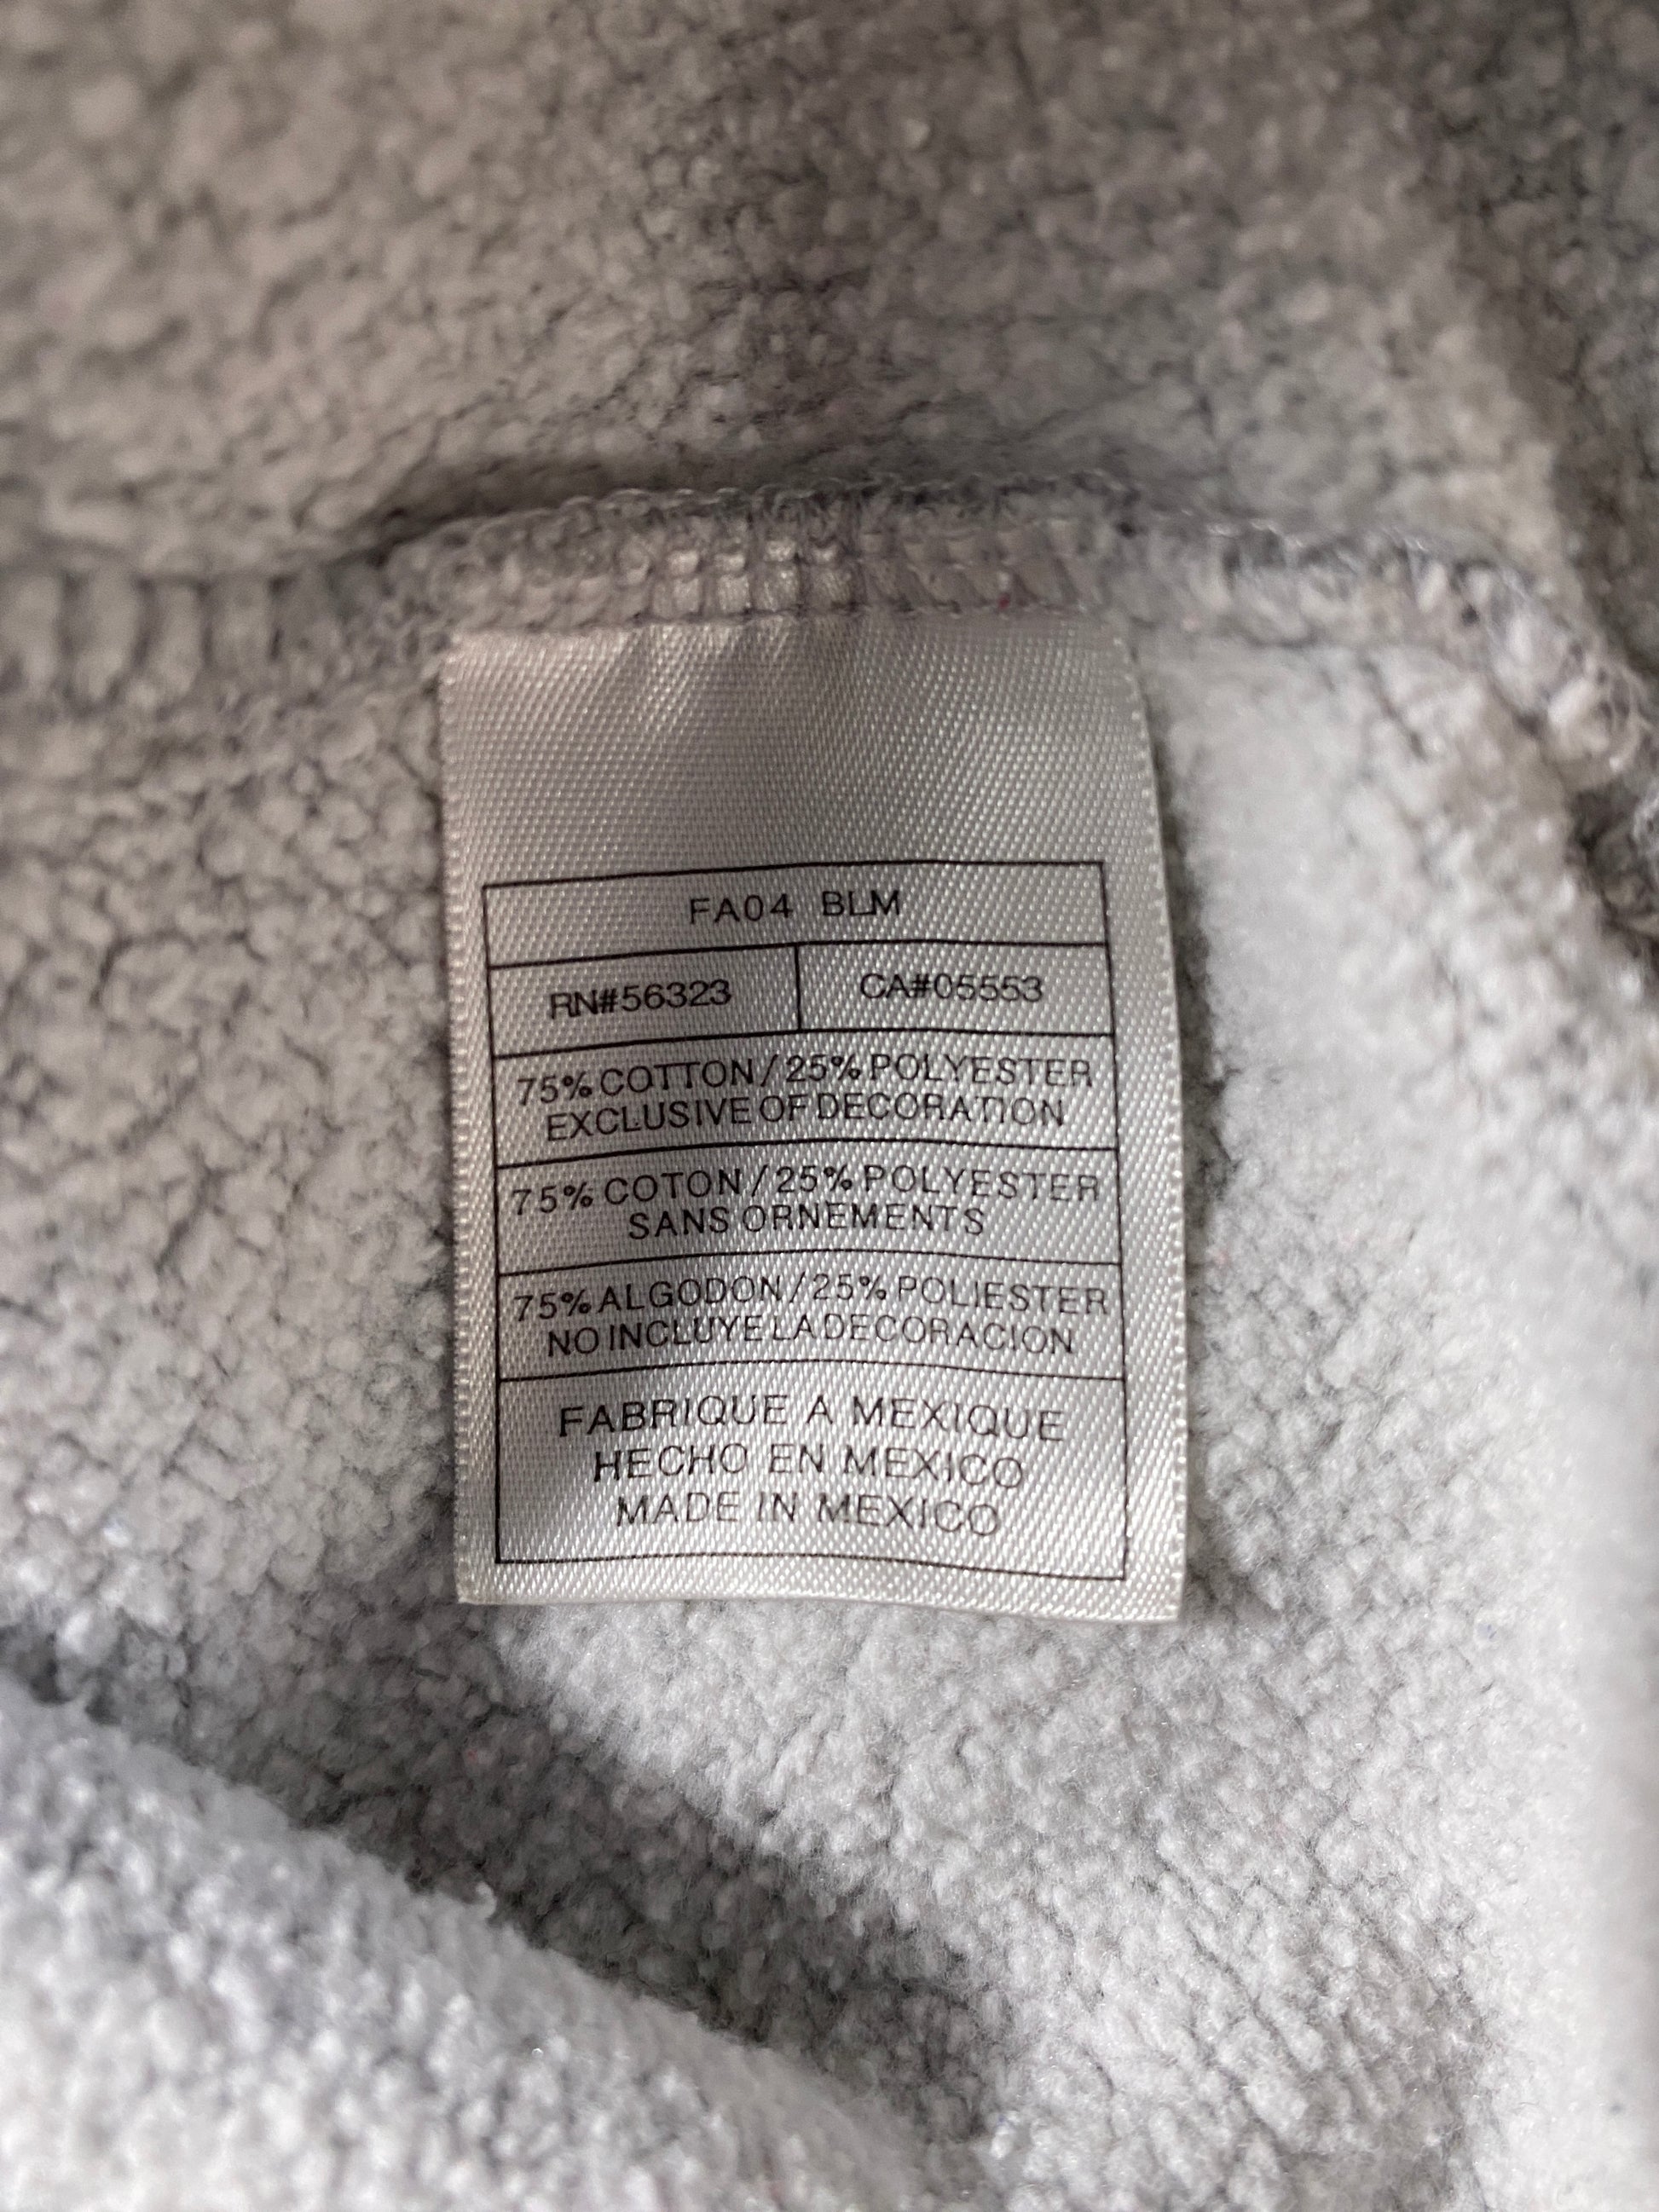 FA04 BLM
RN#56323 CA#05553
75% COTTON / 25% POLYESTER
EXCLUSIVE OF DECORATION
75% COTON / 25% POLYESTER
SANS ORNEMENTS
75% ALGODON / 25% POLIESTER
NO INCLUYE LA DECORACION
FABRIQUE A MEXIQUE
HECHO EN MEXICO
MADE IN MEXICO